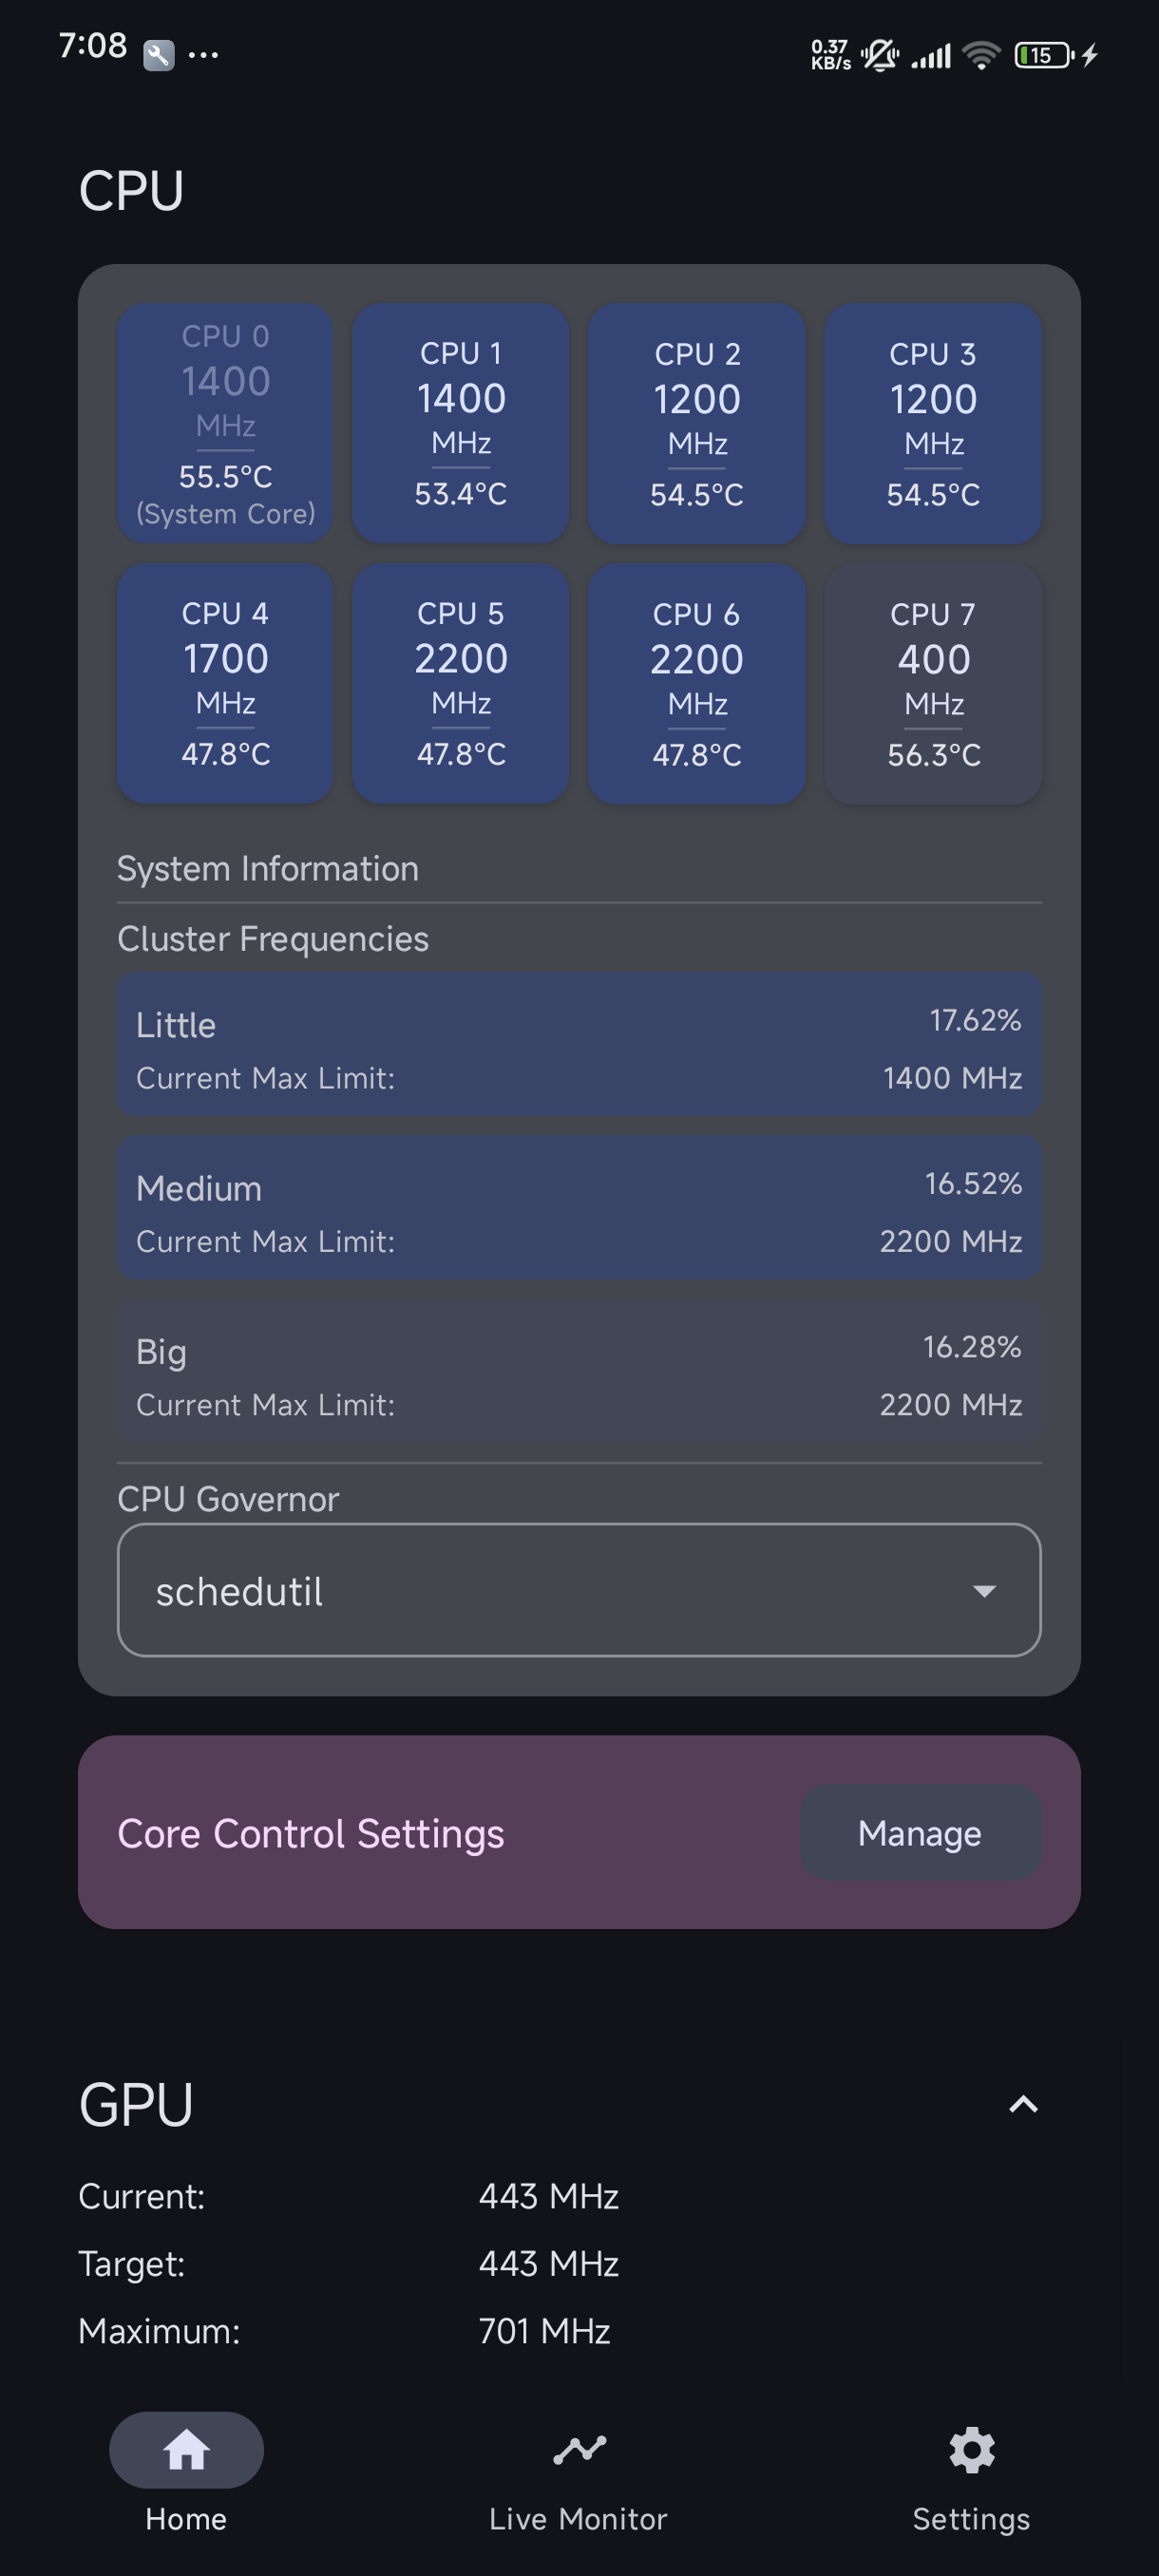 7:08 ...
0.37
KB/s
15
CPU
CPU 0
1400
MHz
55.5°C
(System Core)
CPU 1
1400
MHz
53.4°C
CPU 2
1200
MHz
54.5°C
CPU 3
1200
MHz
54.5°C
CPU 4
1700
MHz
47.8°C
CPU 5
2200
MHz
47.8°C
CPU 6
2200
MHz
47.8°C
CPU 7
400
MHz
56.3°C
System Information
Cluster Frequencies
Little 17.62%
Current Max Limit: 1400 MHz
Medium 16.52%
Current Max Limit: 2200 MHz
Big 16.28%
Current Max Limit: 2200 MHz
CPU Governor
schedutil
Core Control Settings Manage
GPU
Current: 443 MHz
Target: 443 MHz
Maximum: 701 MHz
Home Live Monitor Settings